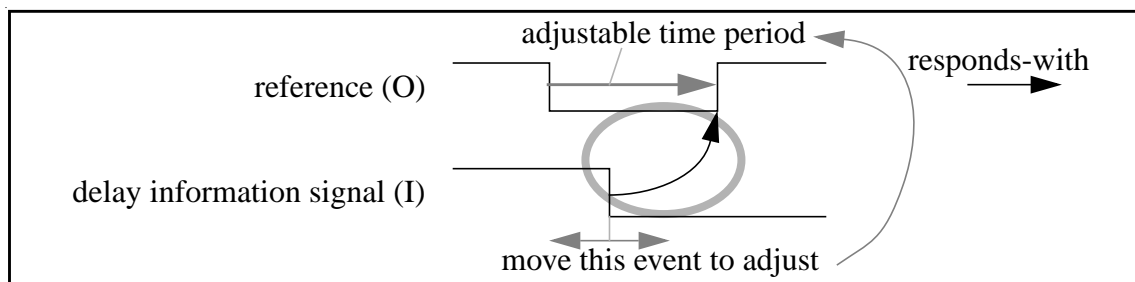 adjustable time period
responds-with
reference (O)
delay information signal (I)
move this event to adjust